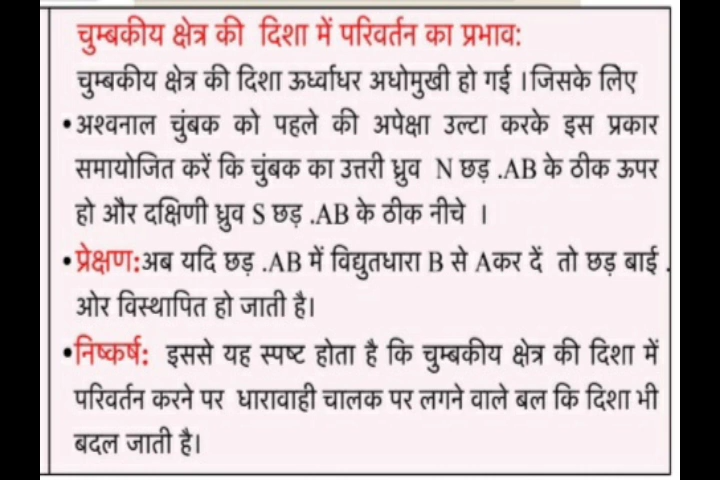 चुम्बकीय क्षेत्र की दिशा में परिवर्तन का प्रभाव:
चुम्बकीय क्षेत्र की दिशा ऊर्ध्वाधर अधोमुखी हो गई ।जिसके लिए
•अश्वनाल चुंबक को पहले की अपेक्षा उल्टा करके इस प्रकार
समायोजित करें कि चुंबक का उत्तरी ध्रुव N छड़ .AB के ठीक ऊपर
हो और दक्षिणी ध्रुव S छड़ .AB के ठीक नीचे ।
•प्रेक्षण:अब यदि छड़ .AB में विद्युतधारा B से Aकर दें तो छड़ बाई .
ओर विस्थापित हो जाती है।
•निष्कर्ष: इससे यह स्पष्ट होता है कि चुम्बकीय क्षेत्र की दिशा में
परिवर्तन करने पर धारावाही चालक पर लगने वाले बल कि दिशा भी
बदल जाती है।